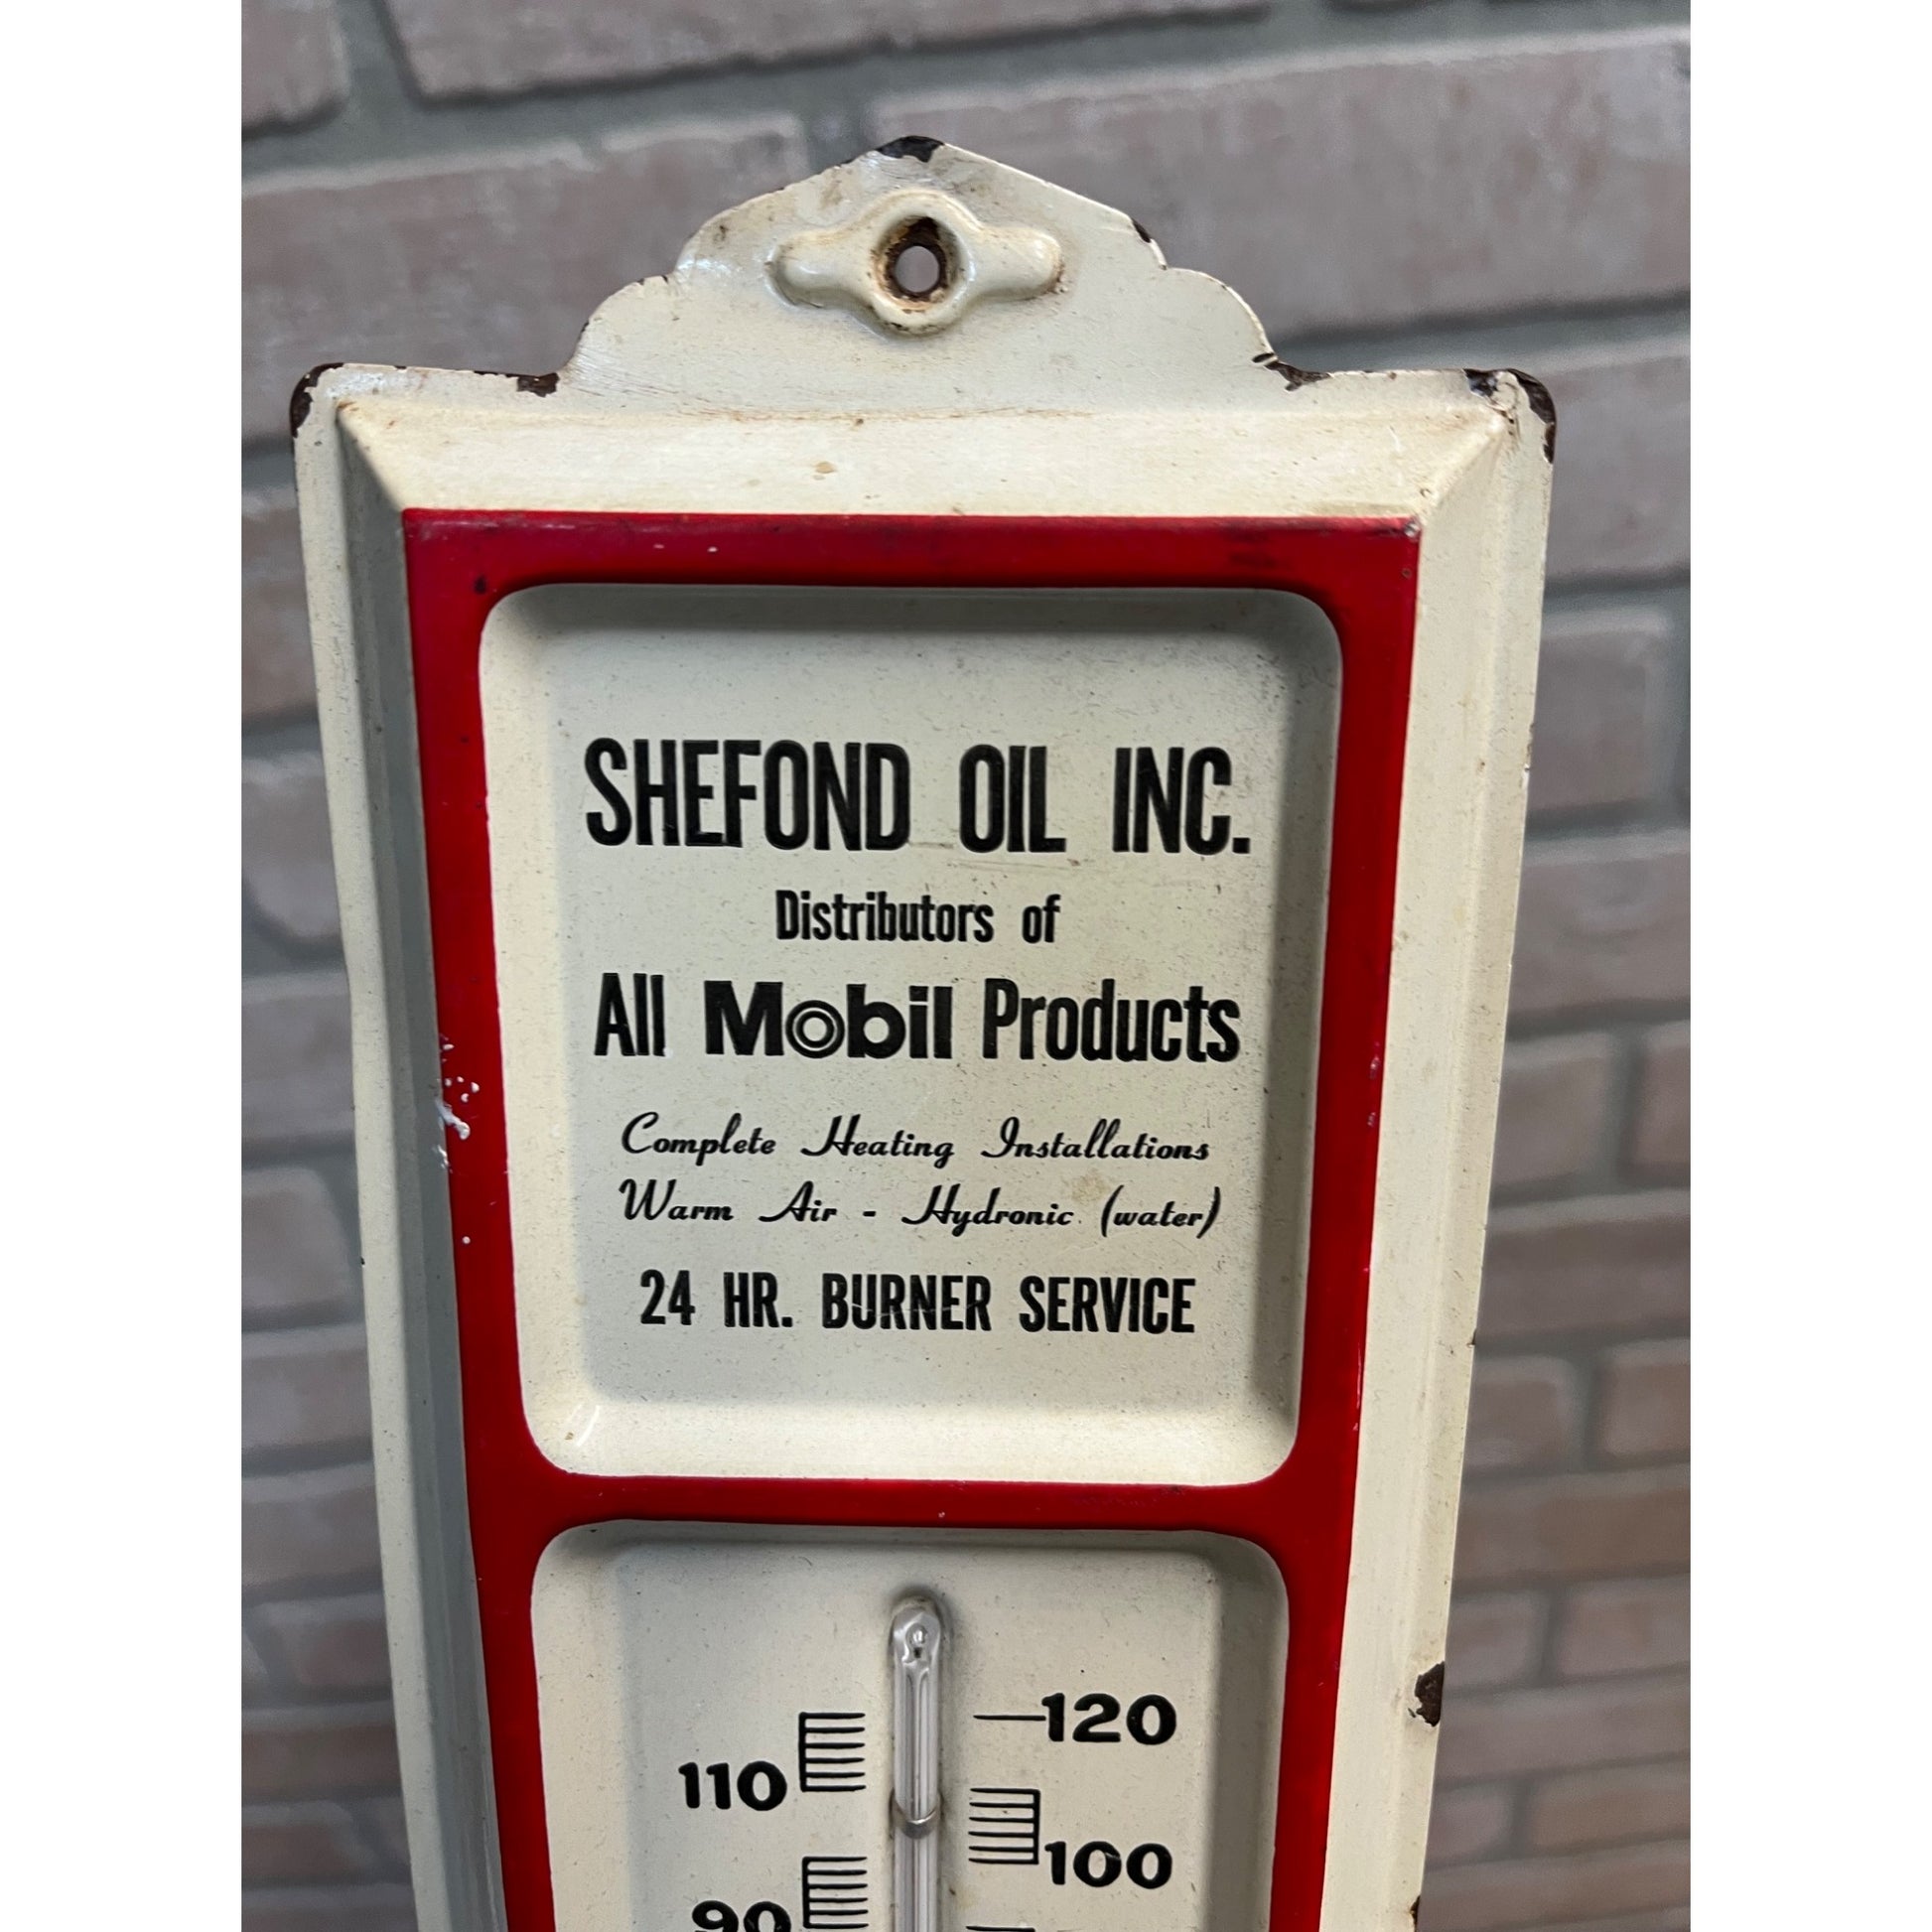 SHEFOND OIL INC.
Distributors of
All Mobil Products
Complete Heating Installations
Warm Air - Hydronic (water)
24 HR. BURNER SERVICE
120
110
100
90